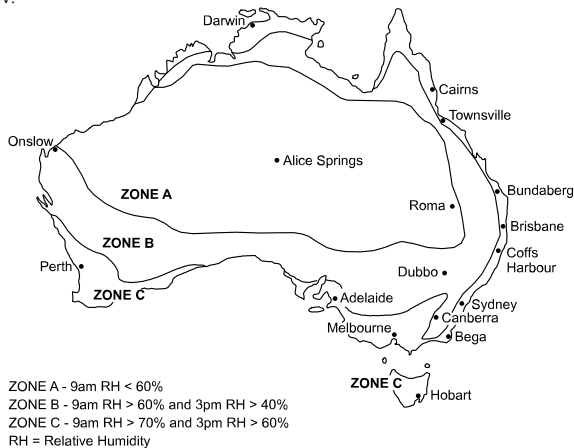 v.
Darwin
Cairns
Townsville
Onslow
Alice Springs
ZONE A
Bundaberg
Roma
Brisbane
ZONE B
Coffs
Harbour
Perth
Dubbo
ZONE C
Adelaide
Sydney
Canberra
Melbourne
Bega
ZONE C
Hobart
ZONE A - 9am RH < 60%
ZONE B - 9am RH > 60% and 3pm RH > 40%
ZONE C - 9am RH > 70% and 3pm RH > 60%
RH = Relative Humidity